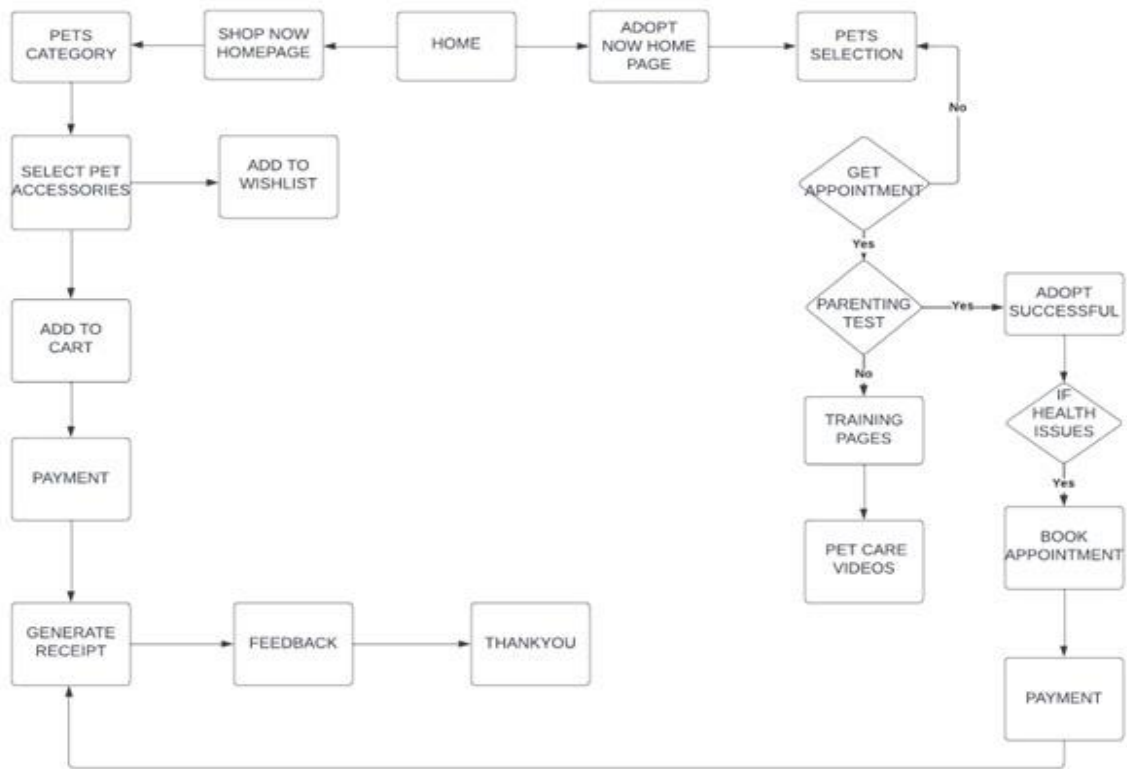 PETS
CATEGORY
SHOP NOW
HOMEPAGE
HOME
ADOPT
NOW HOME
PAGE
PETS
SELECTION
No
SELECT PET
ACCESSORIES
ADD TO
WISHLIST
GET
APPOINTMENT
Yes
ADD TO
CART
PARENTING
TEST
Yes
ADOPT
SUCCESSFUL
No
TRAINING
PAGES
IF
HEALTH
ISSUES
Yes
PAYMENT
PET CARE
VIDEOS
BOOK
APPOINTMENT
GENERATE
RECEIPT
FEEDBACK
THANKYOU
PAYMENT